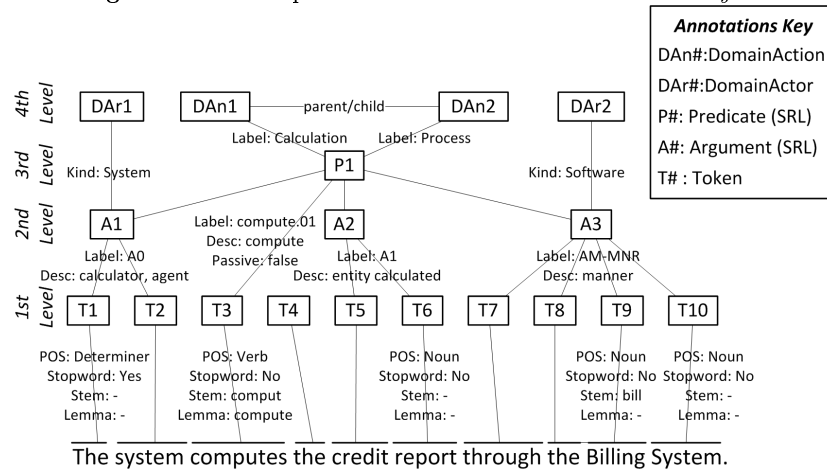 Annotations Key
DAn#:DomainAction
DAr#:DomainActor
P#: Predicate (SRL)
A#: Argument (SRL)
T# : Token
4th Level
DAr1
DAn1
parent/child
DAn2
DAr2
Label: Calculation
Label: Process
3rd Level
Kind: System
P1
Kind: Software
2nd Level
A1
Label: compute.01
Desc: compute
Passive: false
A2
A3
Label: A0
Desc: calculator, agent
Label: A1
Desc: entity calculated
Label: AM-MNR
Desc: manner
1st Level
T1
T2
T3
T4
T5
T6
T7
T8
T9
T10
POS: Determiner
Stopword: Yes
Stem: -
Lemma: -
POS: Verb
Stopword: No
Stem: comput
Lemma: compute
POS: Noun
Stopword: No
Stem: -
Lemma: -
POS: Noun
Stopword: No
Stem: bill
Lemma: -
POS: Noun
Stopword: No
Stem: -
Lemma: -
The system computes the credit report through the Billing System.